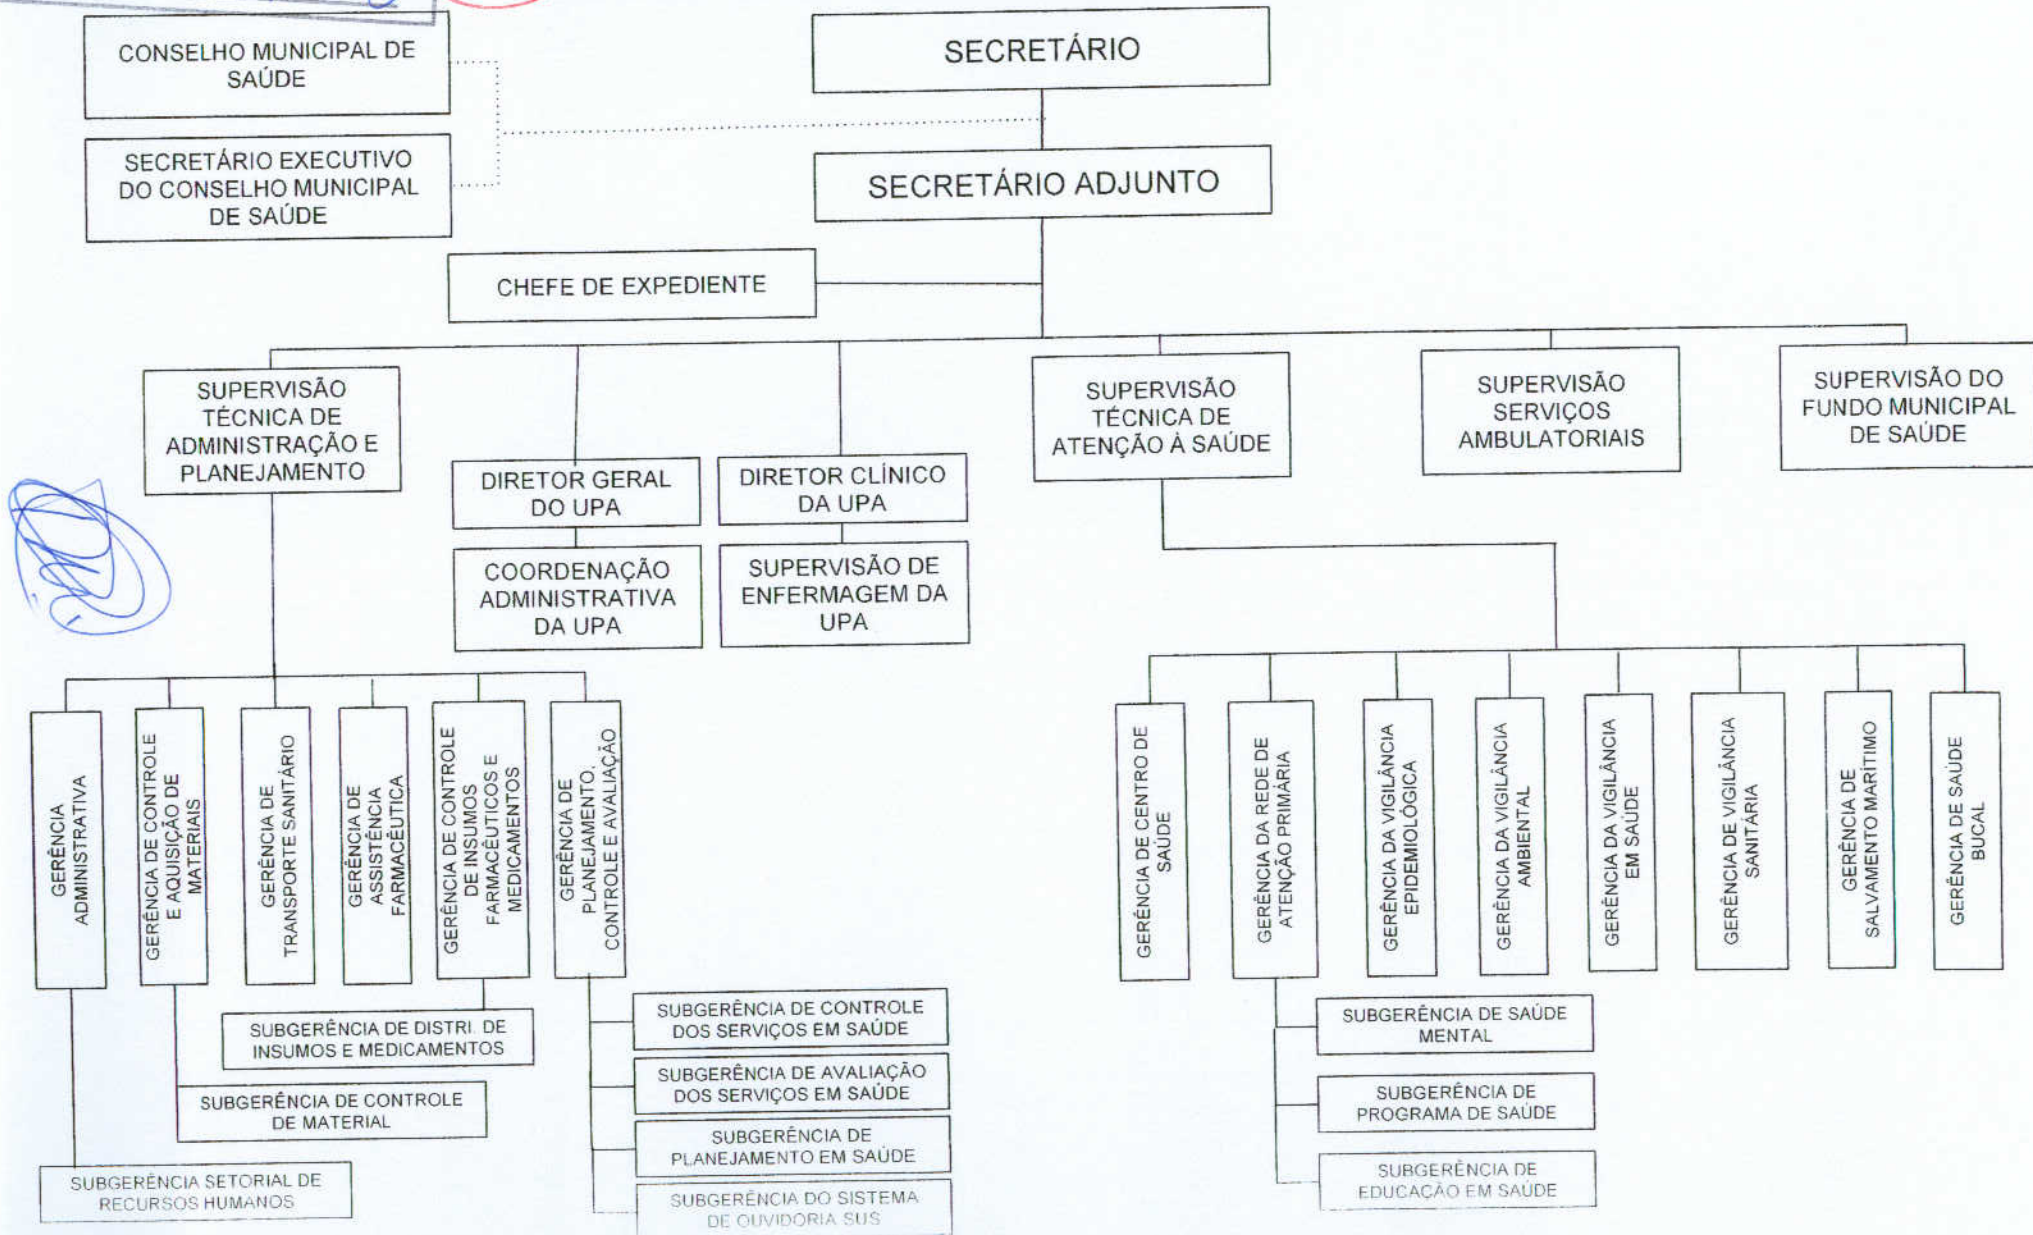 CONSELHO MUNICIPAL DE
SAÚDE
SECRETÁRIO
SECRETÁRIO EXECUTIVO
DO CONSELHO MUNICIPAL
DE SAÚDE
SECRETÁRIO ADJUNTO
CHEFE DE EXPEDIENTE
SUPERVISÃO
TÉCNICA DE
ADMINISTRAÇÃO E
PLANEJAMENTO
DIRETOR GERAL
DO UPA
DIRETOR CLÍNICO
DA UPA
SUPERVISÃO
TÉCNICA DE
ATENÇÃO À SAÚDE
SUPERVISÃO
SERVIÇOS
AMBULATORIAIS
SUPERVISÃO DO
FUNDO MUNICIPAL
DE SAÚDE
COORDENAÇÃO
ADMINISTRATIVA
DA UPA
SUPERVISÃO DE
ENFERMAGEM DA
UPA
GERÊNCIA
ADMINISTRATIVA
GERÊNCIA DE CONTROLE
E AQUISIÇÃO DE
MATERIAIS
GERÊNCIA DE
TRANSPORTE SANITÁRIO
GERÊNCIA DE
ASSISTÊNCIA
FARMACÊUTICA
GERÊNCIA DE CONTROLE
DE INSUMOS
FARMACÊUTICOS E
MEDICAMENTOS
GERÊNCIA DE
PLANEJAMENTO,
CONTROLE E AVALIAÇÃO
GERÊNCIA DE CENTRO DE
SAÚDE
GERÊNCIA DA REDE DE
ATENÇÃO PRIMÁRIA
GERÊNCIA DA VIGILÂNCIA
EPIDEMIOLÓGICA
GERÊNCIA DA VIGILÂNCIA
AMBIENTAL
GERÊNCIA DA VIGILÂNCIA
EM SAÚDE
GERÊNCIA DE VIGILÂNCIA
SANITÁRIA
GERÊNCIA DE
SALVAMENTO MARÍTIMO
GERÊNCIA DE SAÚDE
BUCAL
SUBGERÊNCIA DE DISTRI. DE
INSUMOS E MEDICAMENTOS
SUBGERÊNCIA DE CONTROLE
DE MATERIAL
SUBGERÊNCIA SETORIAL DE
RECURSOS HUMANOS
SUBGERÊNCIA DE CONTROLE
DOS SERVIÇOS EM SAÚDE
SUBGERÊNCIA DE AVALIAÇÃO
DOS SERVIÇOS EM SAÚDE
SUBGERÊNCIA DE
PLANEJAMENTO EM SAÚDE
SUBGERÊNCIA DO SISTEMA
DE OUVIDORIA SUS
SUBGERÊNCIA DE SAÚDE
MENTAL
SUBGERÊNCIA DE
PROGRAMA DE SAÚDE
SUBGERÊNCIA DE
EDUCAÇÃO EM SAÚDE